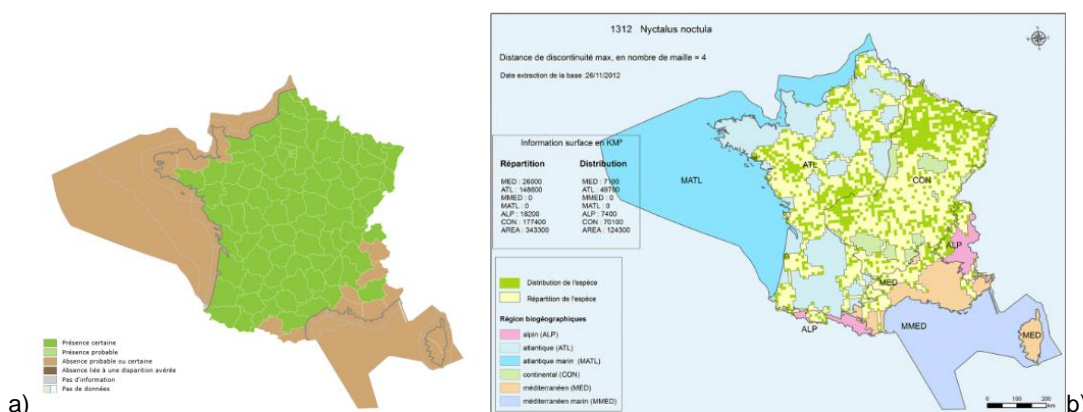 1312 Nyctalus noctula
Distance de discontinuité max, en nombre de maille = 4
Date extraction de la base :26/11/2012
Information surface en KM²
Répartition Distribution
MED : 26000 MED : 7100
ATL : 148800 ATL : 49700
MMED : 0 MMED : 0
MATL : 0 MATL : 0
ALP : 18200 ALP : 7400
CON : 177400 CON : 70100
AREA : 343300 AREA : 124300
MATL
ATL
CON
ALP
MED
ALP
MMED
MED
Distribution de l'espèce
Répartition de l'espèce
Région biogéographiques
alpin (ALP)
atlantique (ATL)
atlantique marin (MATL)
continental (CON)
méditerranéen (MED)
méditerranéen marin (MMED)
0 100 200
km
Présence certaine
Présence probable
Absence probable ou certaine
Absence liée à une disparition avérée
Pas d'information
Pas de données
a)
b)